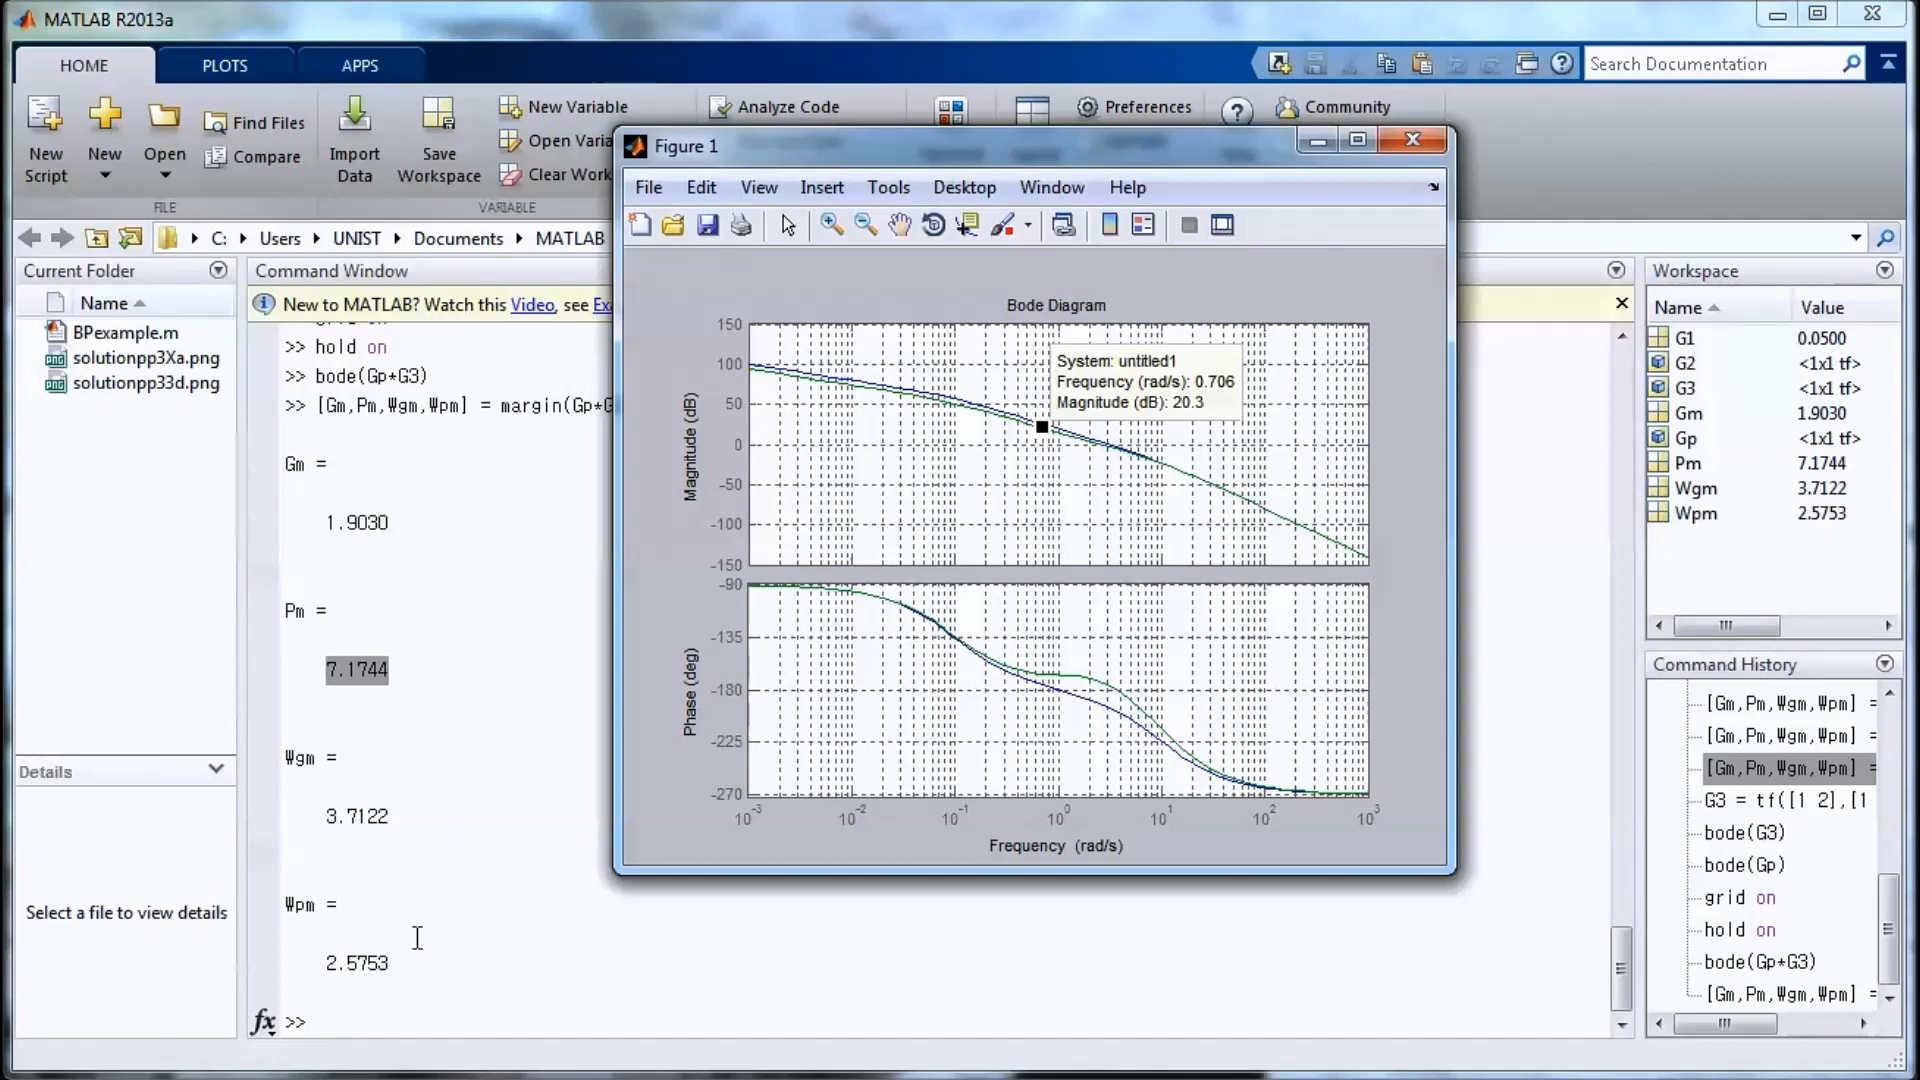 MATLAB R2013a
HOME
PLOTS
APPS
Search Documentation
New Script
New
Open
Find Files
Compare
Import Data
Save Workspace
New Variable
Open Varia
Clear Work
Analyze Code
Preferences
Community
FILE
VARIABLE
C:
Users
UNIST
Documents
MATLAB
Current Folder
Name
BPexample.m
solutionpp3Xa.png
solutionpp33d.png
Details
Select a file to view details
Command Window
New to MATLAB? Watch this Video, see Exa
>> hold on
>> bode(Gp*G3)
>> [Gm,Pm,Wgm,Wpm] = margin(Gp*G
Gm =
1.9030
Pm =
7.1744
Wgm =
3.7122
Wpm =
2.5753
fx >>
Figure 1
File Edit View Insert Tools Desktop Window Help
Bode Diagram
Magnitude (dB)
150
100
50
0
-50
-100
-150
System: untitled1
Frequency (rad/s): 0.706
Magnitude (dB): 20.3
Phase (deg)
-90
-135
-180
-225
-270
10^-3 10^-2 10^-1 10^0 10^1 10^2 10^3
Frequency (rad/s)
Workspace
Name Value
G1 0.0500
G2 <1x1 tf>
G3 <1x1 tf>
Gm 1.9030
Gp <1x1 tf>
Pm 7.1744
Wgm 3.7122
Wpm 2.5753
Command History
[Gm,Pm,Wgm,Wpm] =
[Gm,Pm,Wgm,Wpm] =
[Gm,Pm,Wgm,Wpm] =
G3 = tf([1 2],[1
bode(G3)
bode(Gp)
grid on
hold on
bode(Gp*G3)
[Gm,Pm,Wgm,Wpm] =